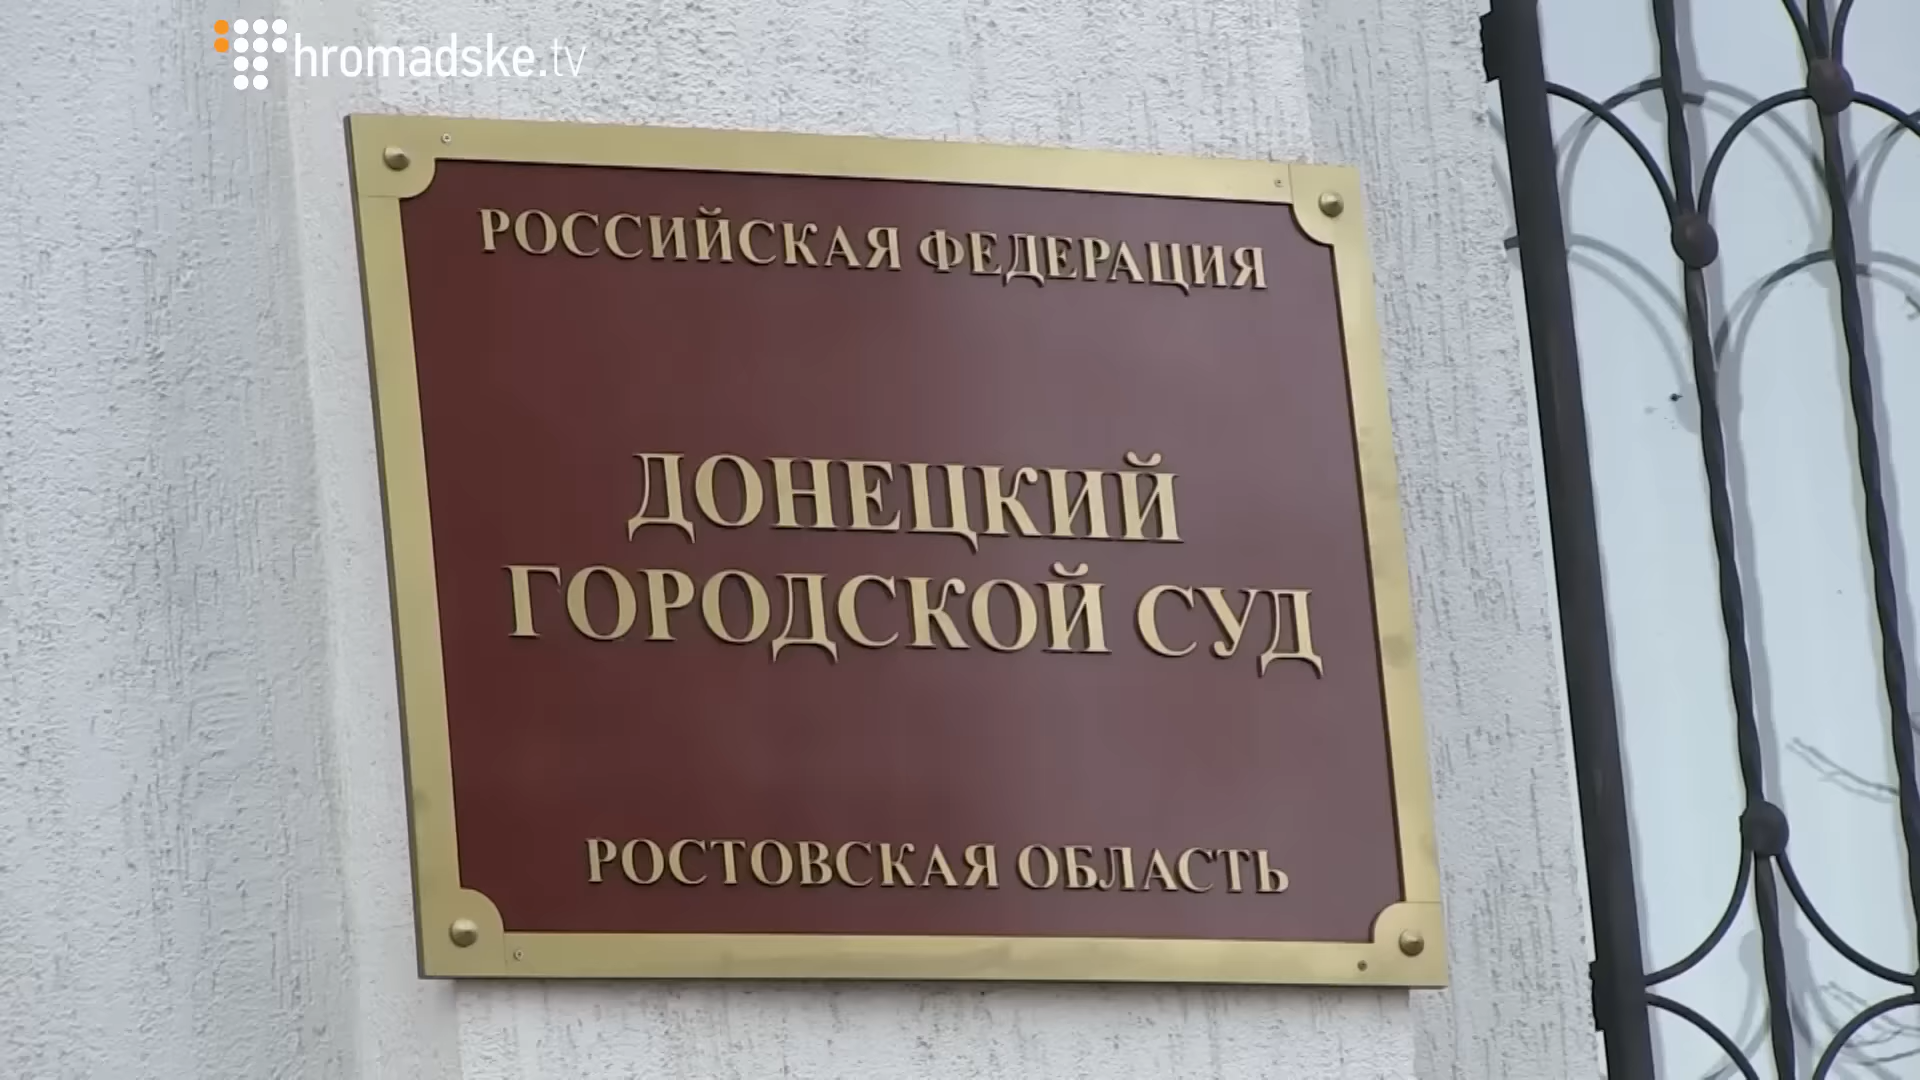 hromadske.tv
РОССИЙСКАЯ ФЕДЕРАЦИЯ
ДОНЕЦКИЙ
ГОРОДСКОЙ СУД
РОСТОВСКАЯ ОБЛАСТЬ